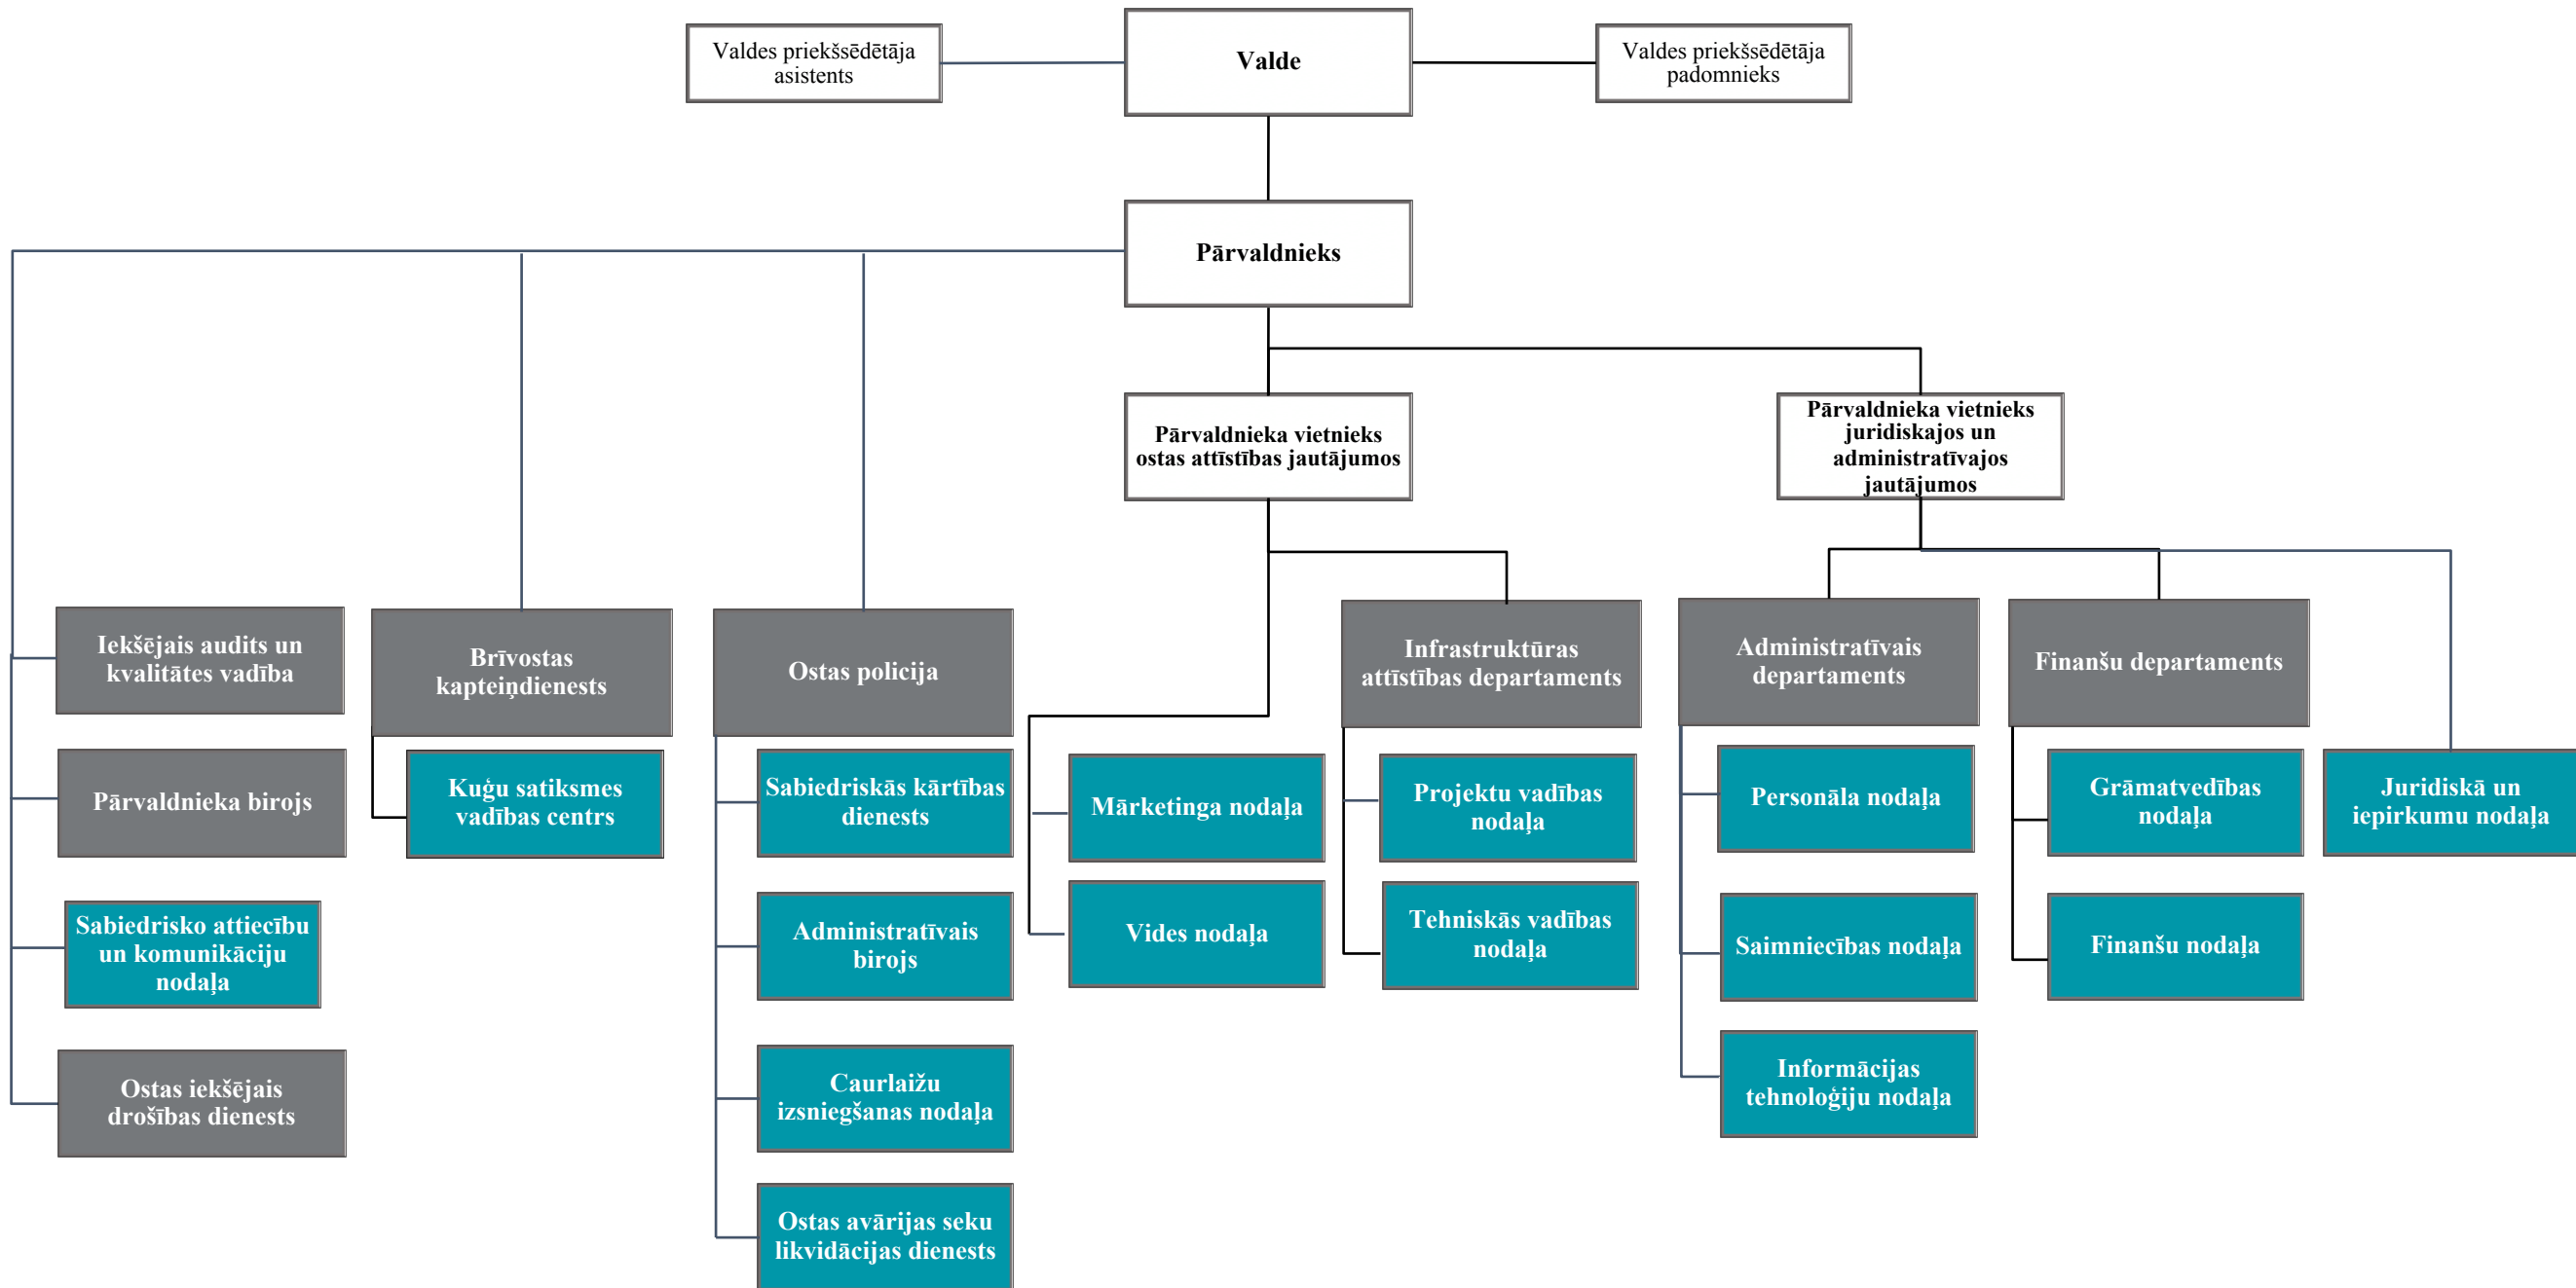 Valdes priekšsēdētāja
asistents
Valde
Valdes priekšsēdētāja
padomnieks
Pārvaldnieks
Pārvaldnieka vietnieks
ostas attīstības jautājumos
Pārvaldnieka vietnieks
juridiskajos un
administratīvajos
jautājumos
Iekšējais audits un
kvalitātes vadība
Brīvostas
kapteiņdienests
Ostas policija
Infrastruktūras
attīstības departaments
Administratīvais
departaments
Finanšu departaments
Pārvaldnieka birojs
Kuģu satiksmes
vadības centrs
Sabiedriskās kārtības
dienests
Mārketinga nodaļa
Projektu vadības
nodaļa
Personāla nodaļa
Grāmatvedības
nodaļa
Juridiskā un
iepirkumu nodaļa
Sabiedrisko attiecību
un komunikāciju
nodaļa
Administratīvais
birojs
Vides nodaļa
Tehniskās vadības
nodaļa
Saimniecības nodaļa
Finanšu nodaļa
Ostas iekšējais
drošības dienests
Caurlaižu
izsniegšanas nodaļa
Informācijas
tehnoloģiju nodaļa
Ostas avārijas seku
likvidācijas dienests